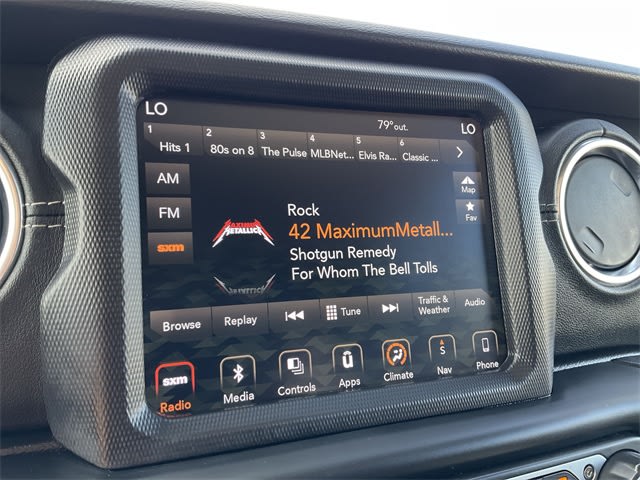 LO
79° out.
LO
1 2 3 4 5 6
Hits 1 80s on 8 The Pulse MLBNet... Elvis Ra... Classic ...
AM
Map
FM
Fav
sxm
MAXIMUM
METALLICA
Rock
42 MaximumMetall...
Shotgun Remedy
For Whom The Bell Tolls
Browse Replay Tune Traffic & Weather Audio
sxm
S
Radio Media Controls Apps Climate Nav Phone